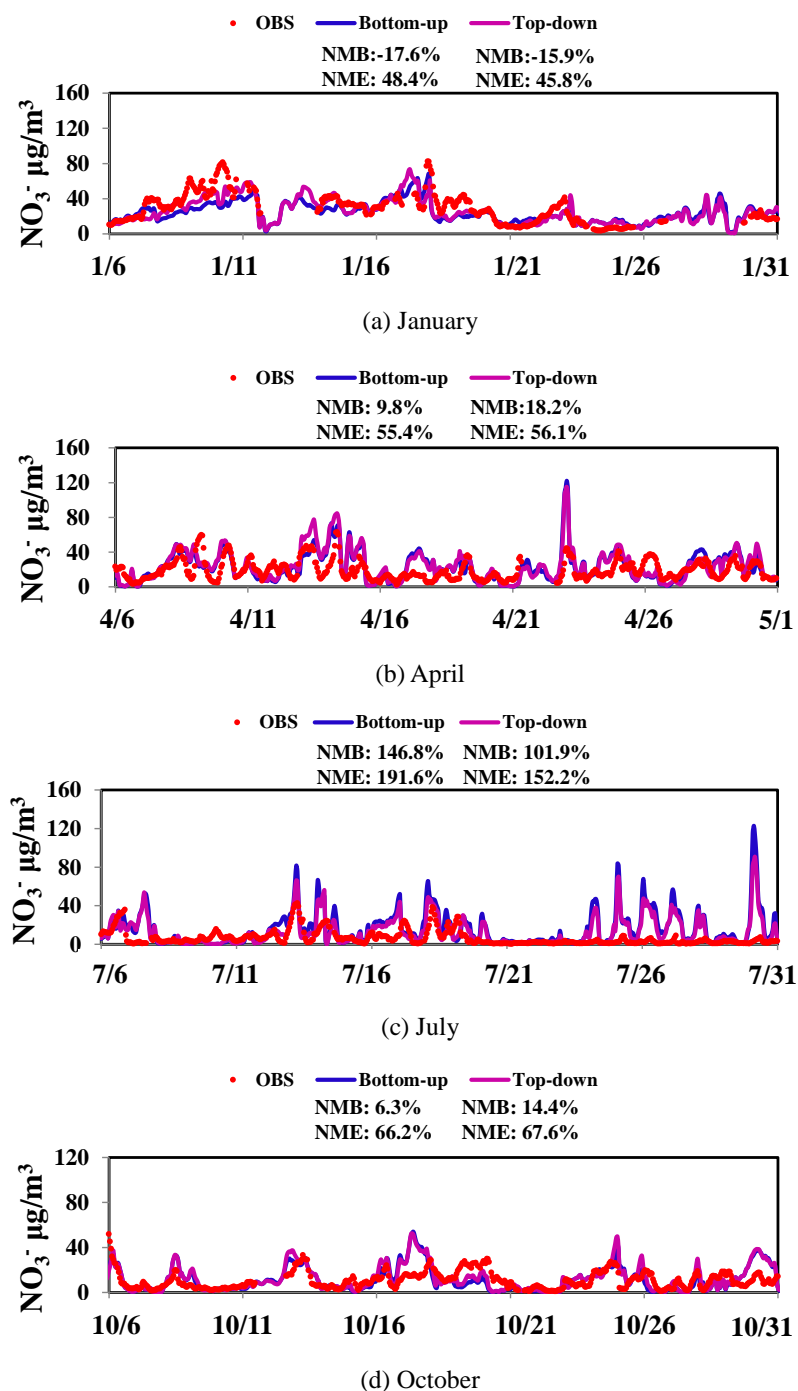 OBS Bottom-up Top-down
NMB:-17.6% NMB:-15.9%
NME: 48.4% NME: 45.8%
NO₃⁻ µg/m³
160
120
80
40
0
1/6 1/11 1/16 1/21 1/26 1/31
(a) January
OBS Bottom-up Top-down
NMB: 9.8% NMB:18.2%
NME: 55.4% NME: 56.1%
NO₃⁻ µg/m³
160
120
80
40
0
4/6 4/11 4/16 4/21 4/26 5/1
(b) April
OBS Bottom-up Top-down
NMB: 146.8% NMB: 101.9%
NME: 191.6% NME: 152.2%
NO₃⁻ µg/m³
160
120
80
40
0
7/6 7/11 7/16 7/21 7/26 7/31
(c) July
OBS Bottom-up Top-down
NMB: 6.3% NMB: 14.4%
NME: 66.2% NME: 67.6%
NO₃⁻ µg/m³
120
80
40
0
10/6 10/11 10/16 10/21 10/26 10/31
(d) October